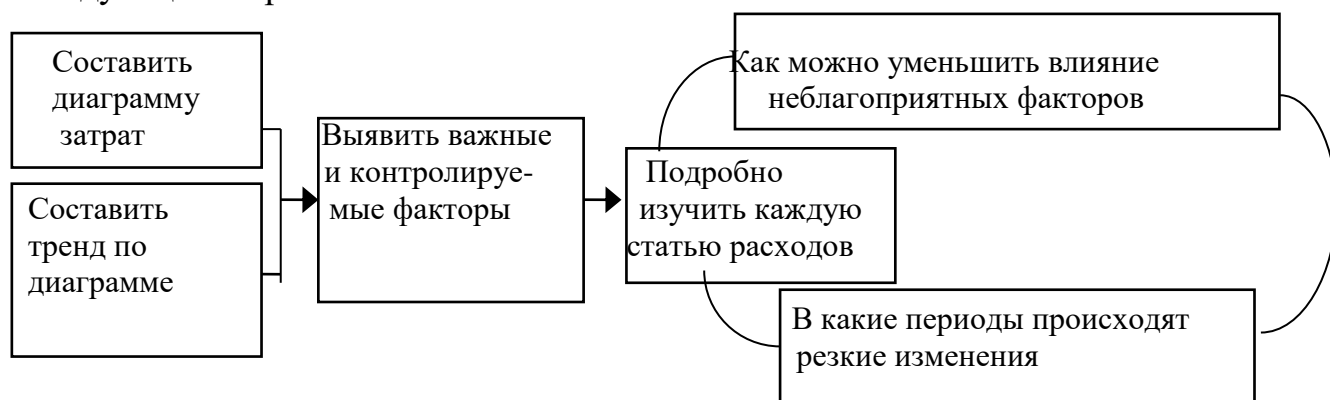 Составить
диаграмму
затрат
Составить
тренд по
диаграмме
Выявить важные
и контролируе-
мые факторы
Подробно
изучить каждую
статью расходов
Как можно уменьшить влияние
неблагоприятных факторов
В какие периоды происходят
резкие изменения